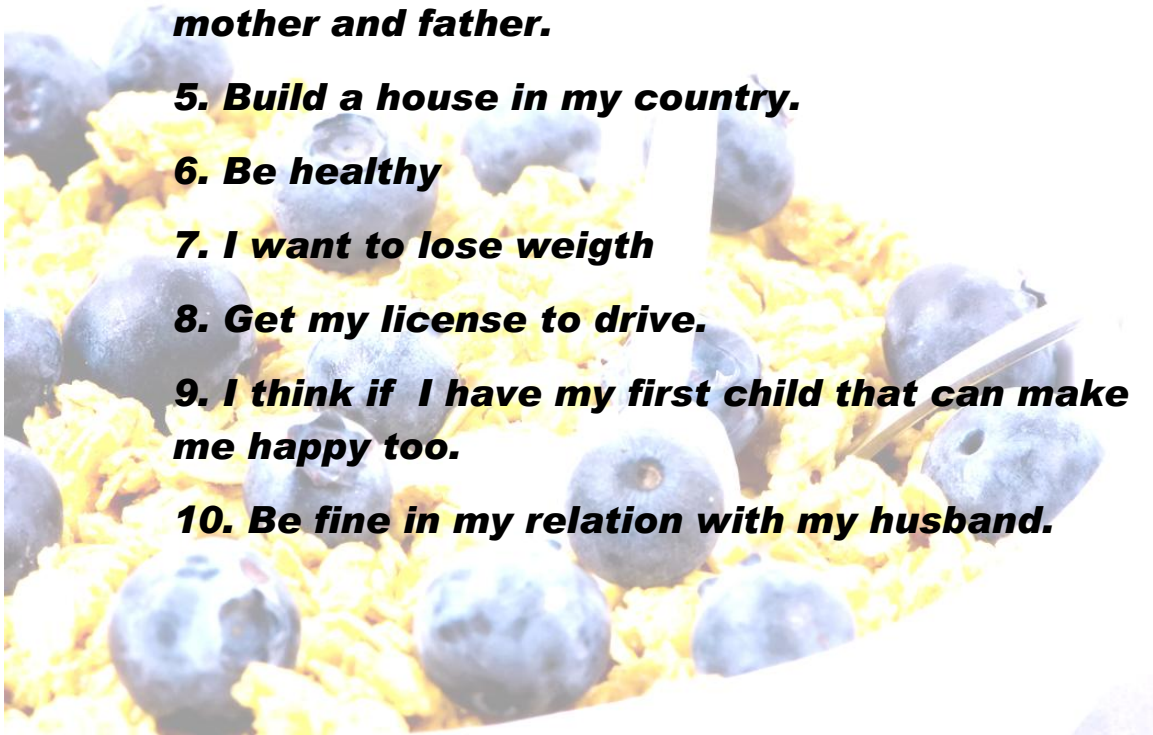 mother and father.
5. Build a house in my country.
6. Be healthy
7. I want to lose weigth
8. Get my license to drive.
9. I think if  I have my first child that can make
me happy too.
10. Be fine in my relation with my husband.